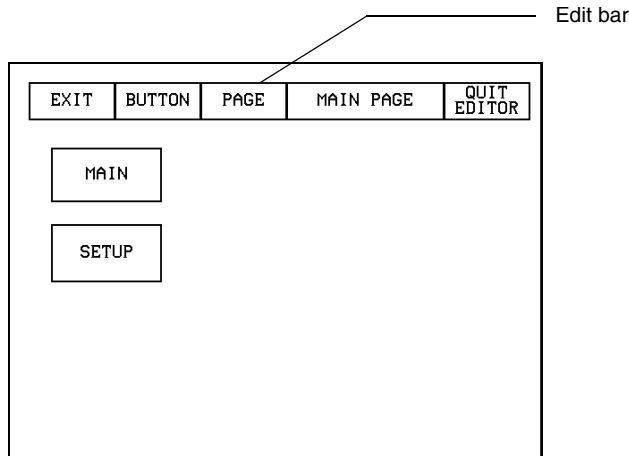 Edit bar
EXIT BUTTON PAGE MAIN PAGE QUIT EDITOR
MAIN
SETUP